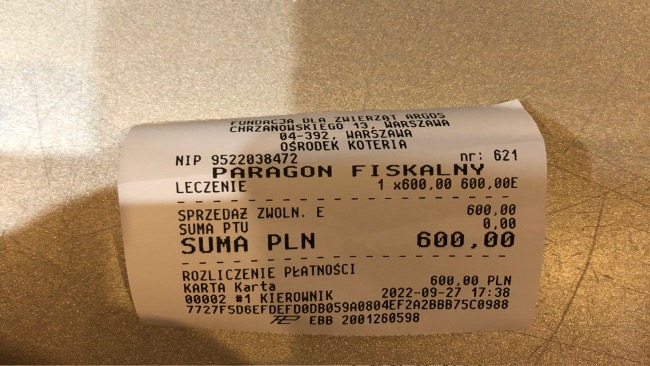 FUNDACJA DLA ZWIERZĄT ARGOS
CHRZANOWSKIEGO 13, WARSZAWA
04-392, WARSZAWA
OŚRODEK KOTERIA
NIP 9522038472 nr: 621
PARAGON FISKALNY
LECZENIE 1 x600,00 600,00E
SPRZEDAŻ ZWOLN. E 600,00
SUMA PTU 0,00
SUMA PLN 600,00
ROZLICZENIE PŁATNOŚCI
KARTA Karta 600,00 PLN
00002 #1 KIEROWNIK 2022-09-27 17:38
7727F5D6EFDEFD0DB059A0804EF2A2BBB75C0988
EBB 2001260598